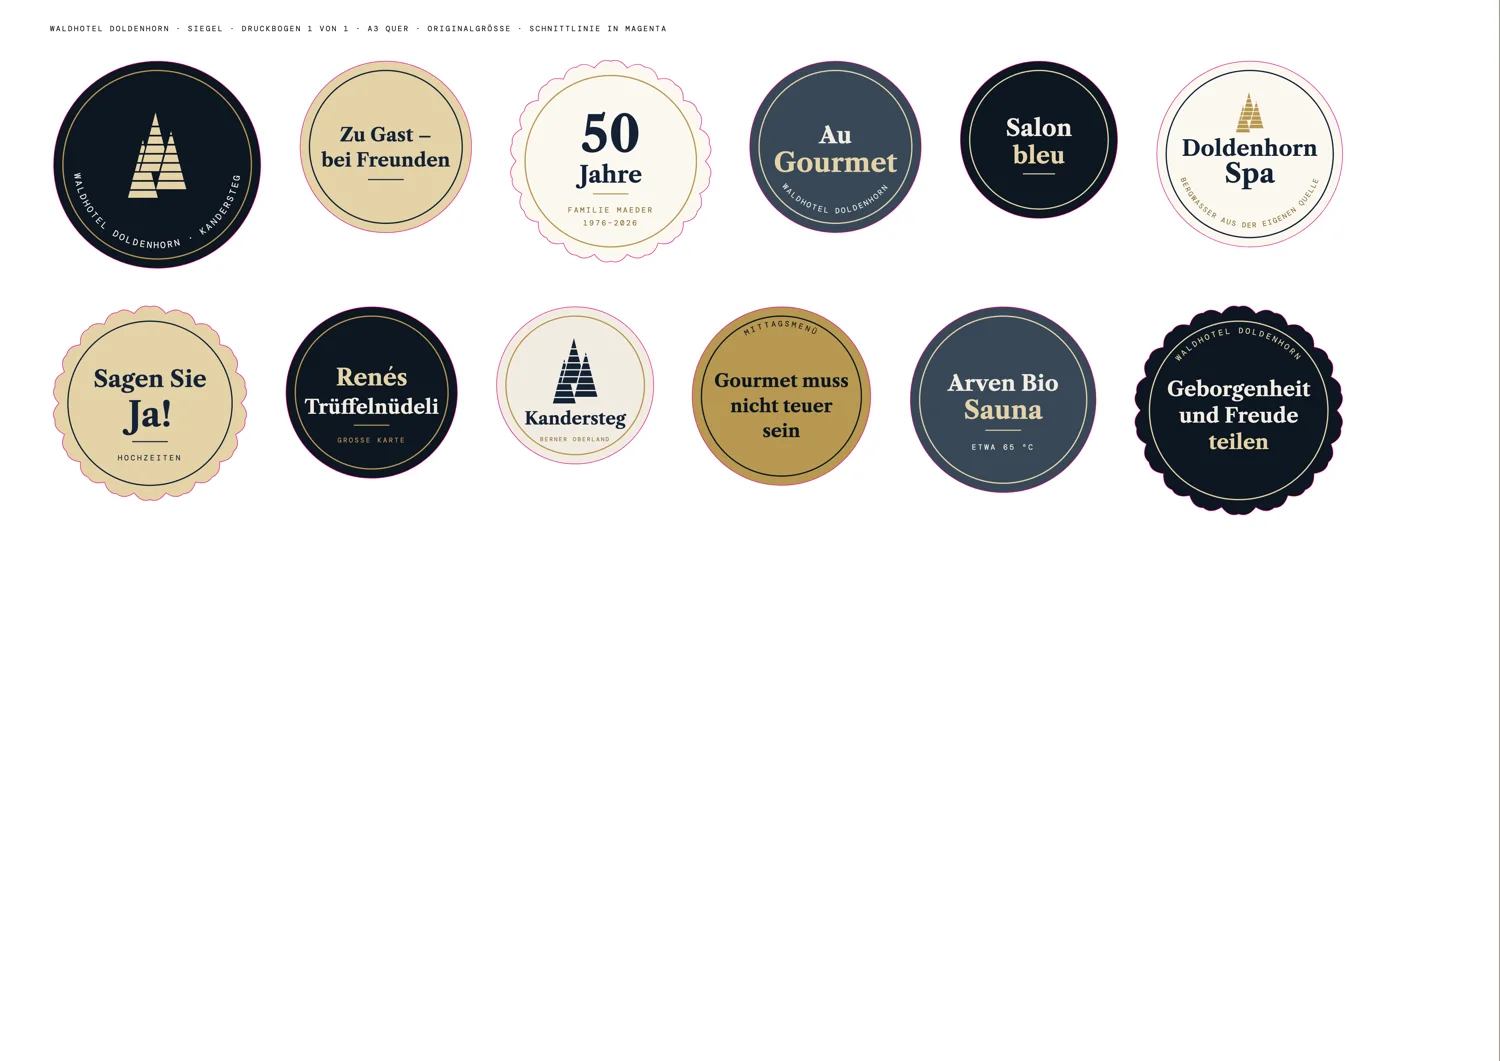 WALDHOTEL DOLDENHORN · SIEGEL · DRUCKBOGEN 1 VON 1 · A3 QUER · ORIGINALGRÖSSE · SCHNITTLINIE IN MAGENTA
WALDHOTEL DOLDENHORN · KANDERSTEG
Zu Gast –
bei Freunden
50
Jahre
FAMILIE MAEDER
1976–2026
Au
Gourmet
WALDHOTEL DOLDENHORN
Salon
bleu
Doldenhorn
Spa
BERGWASSER AUS DER EIGENEN QUELLE
Sagen Sie
Ja!
HOCHZEITEN
Renés
Trüffelnüdeli
GROSSE KARTE
Kandersteg
BERNER OBERLAND
MITTAGSMENÜ
Gourmet muss
nicht teuer
sein
Arven Bio
Sauna
ETWA 65 °C
WALDHOTEL DOLDENHORN
Geborgenheit
und Freude
teilen